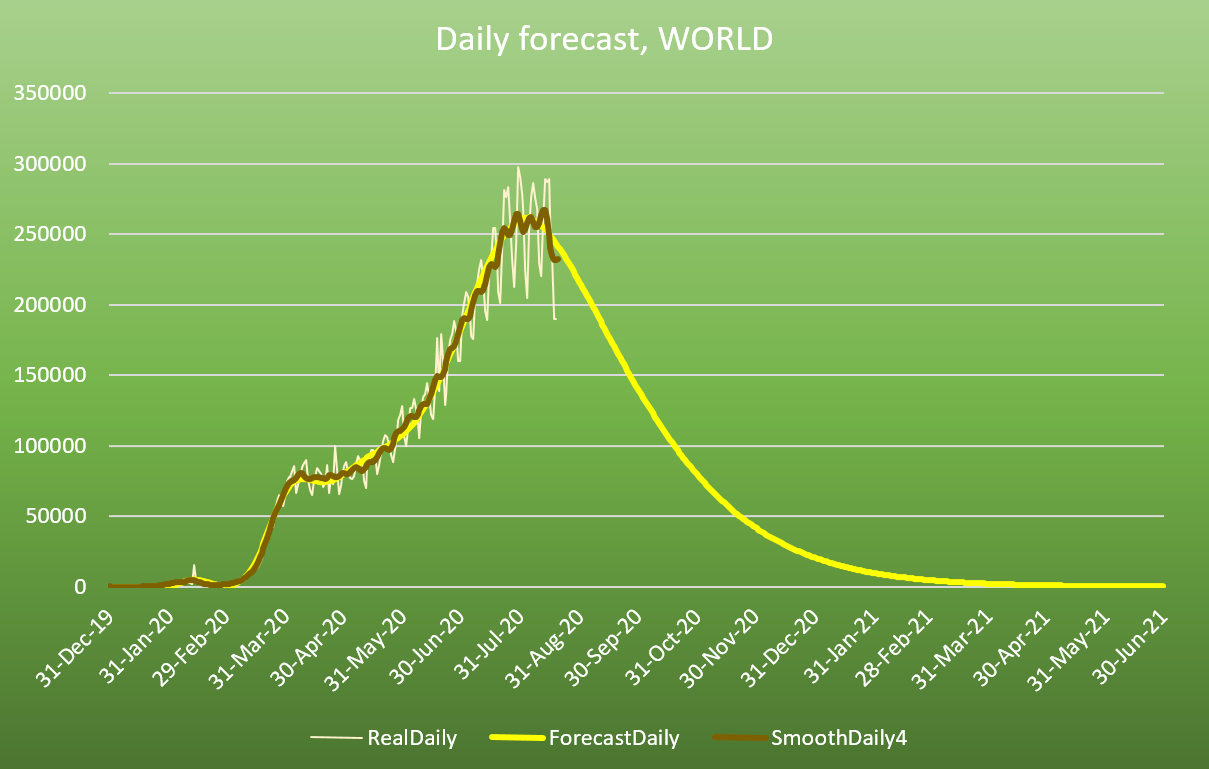 Daily forecast, WORLD
350000
300000
250000
200000
150000
100000
50000
0
31-Dec-19
31-Jan-20
29-Feb-20
31-Mar-20
30-Apr-20
31-May-20
30-Jun-20
31-Jul-20
31-Aug-20
30-Sep-20
31-Oct-20
30-Nov-20
31-Dec-20
31-Jan-21
28-Feb-21
31-Mar-21
30-Apr-21
31-May-21
30-Jun-21
RealDaily
ForecastDaily
SmoothDaily4